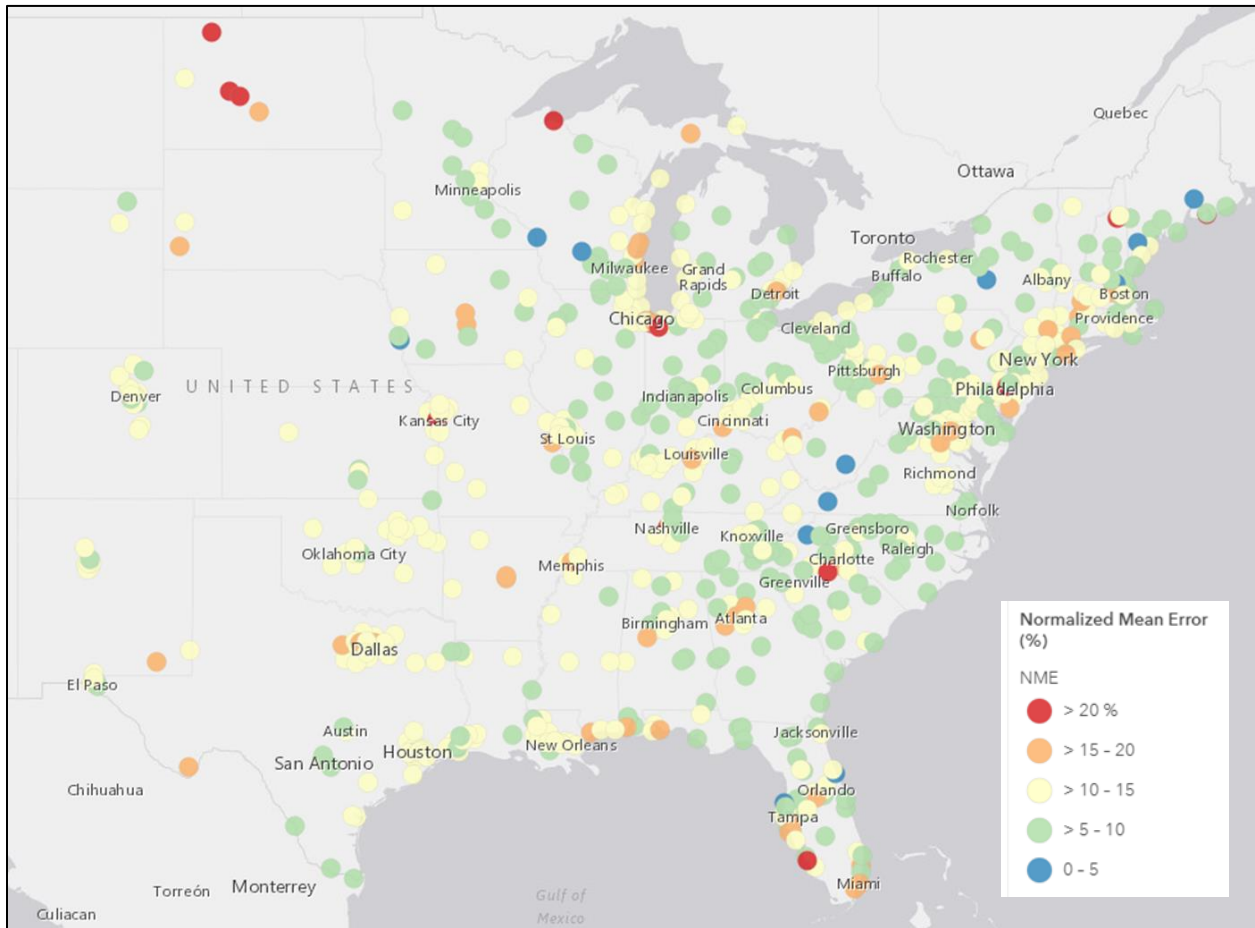 Quebec
Ottawa
Minneapolis
Toronto
Rochester
Milwaukee
Grand
Rapids
Buffalo
Albany
Detroit
Boston
Chicago
Cleveland
Providence
New York
Pittsburgh
UNITED STATES
Denver
Indianapolis
Columbus
Philadelphia
Kansas City
Cincinnati
Washington
St Louis
Louisville
Richmond
Norfolk
Nashville
Knoxville
Greensboro
Raleigh
Oklahoma City
Memphis
Charlotte
Greenville
Birmingham
Atlanta
Dallas
El Paso
Austin
Houston
New Orleans
Jacksonville
San Antonio
Chihuahua
Orlando
Tampa
Torreón
Monterrey
Miami
Gulf of
Mexico
Culiacan
Normalized Mean Error
(%)
NME
> 20 %
> 15 - 20
> 10 - 15
> 5 - 10
0 - 5